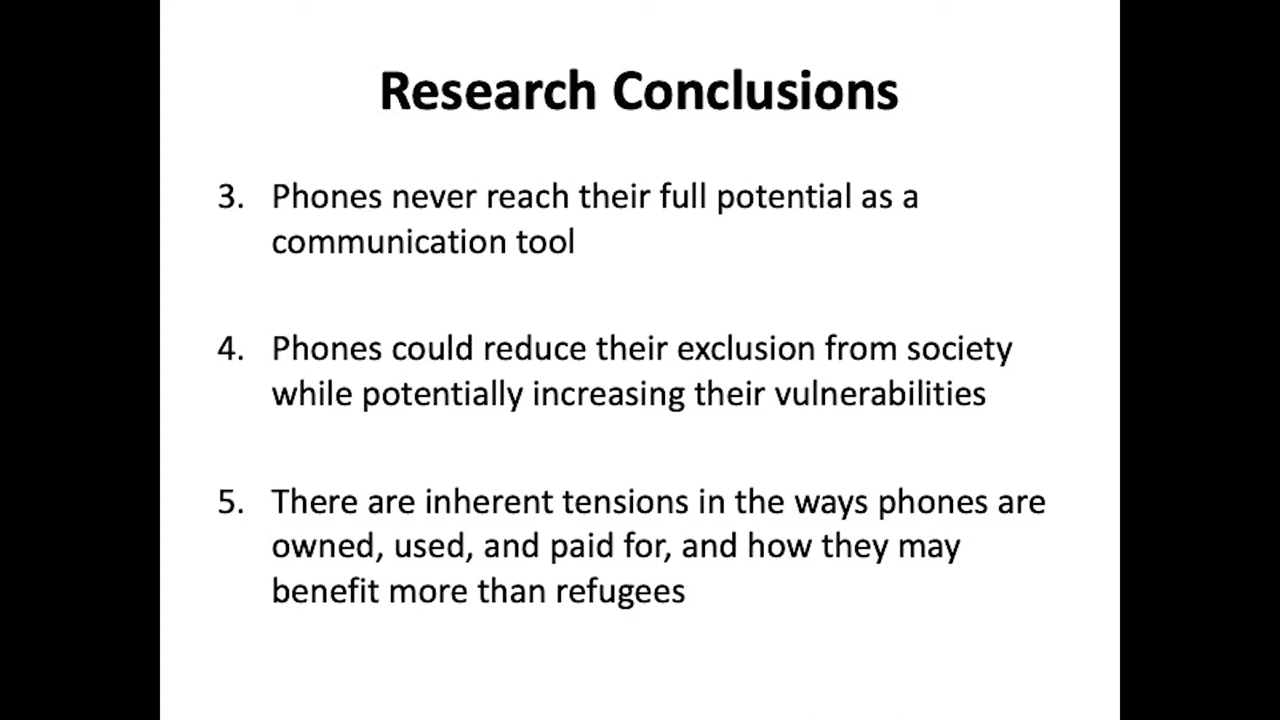 Research Conclusions
3. Phones never reach their full potential as a
communication tool
4. Phones could reduce their exclusion from society
while potentially increasing their vulnerabilities
5. There are inherent tensions in the ways phones are
owned, used, and paid for, and how they may
benefit more than refugees